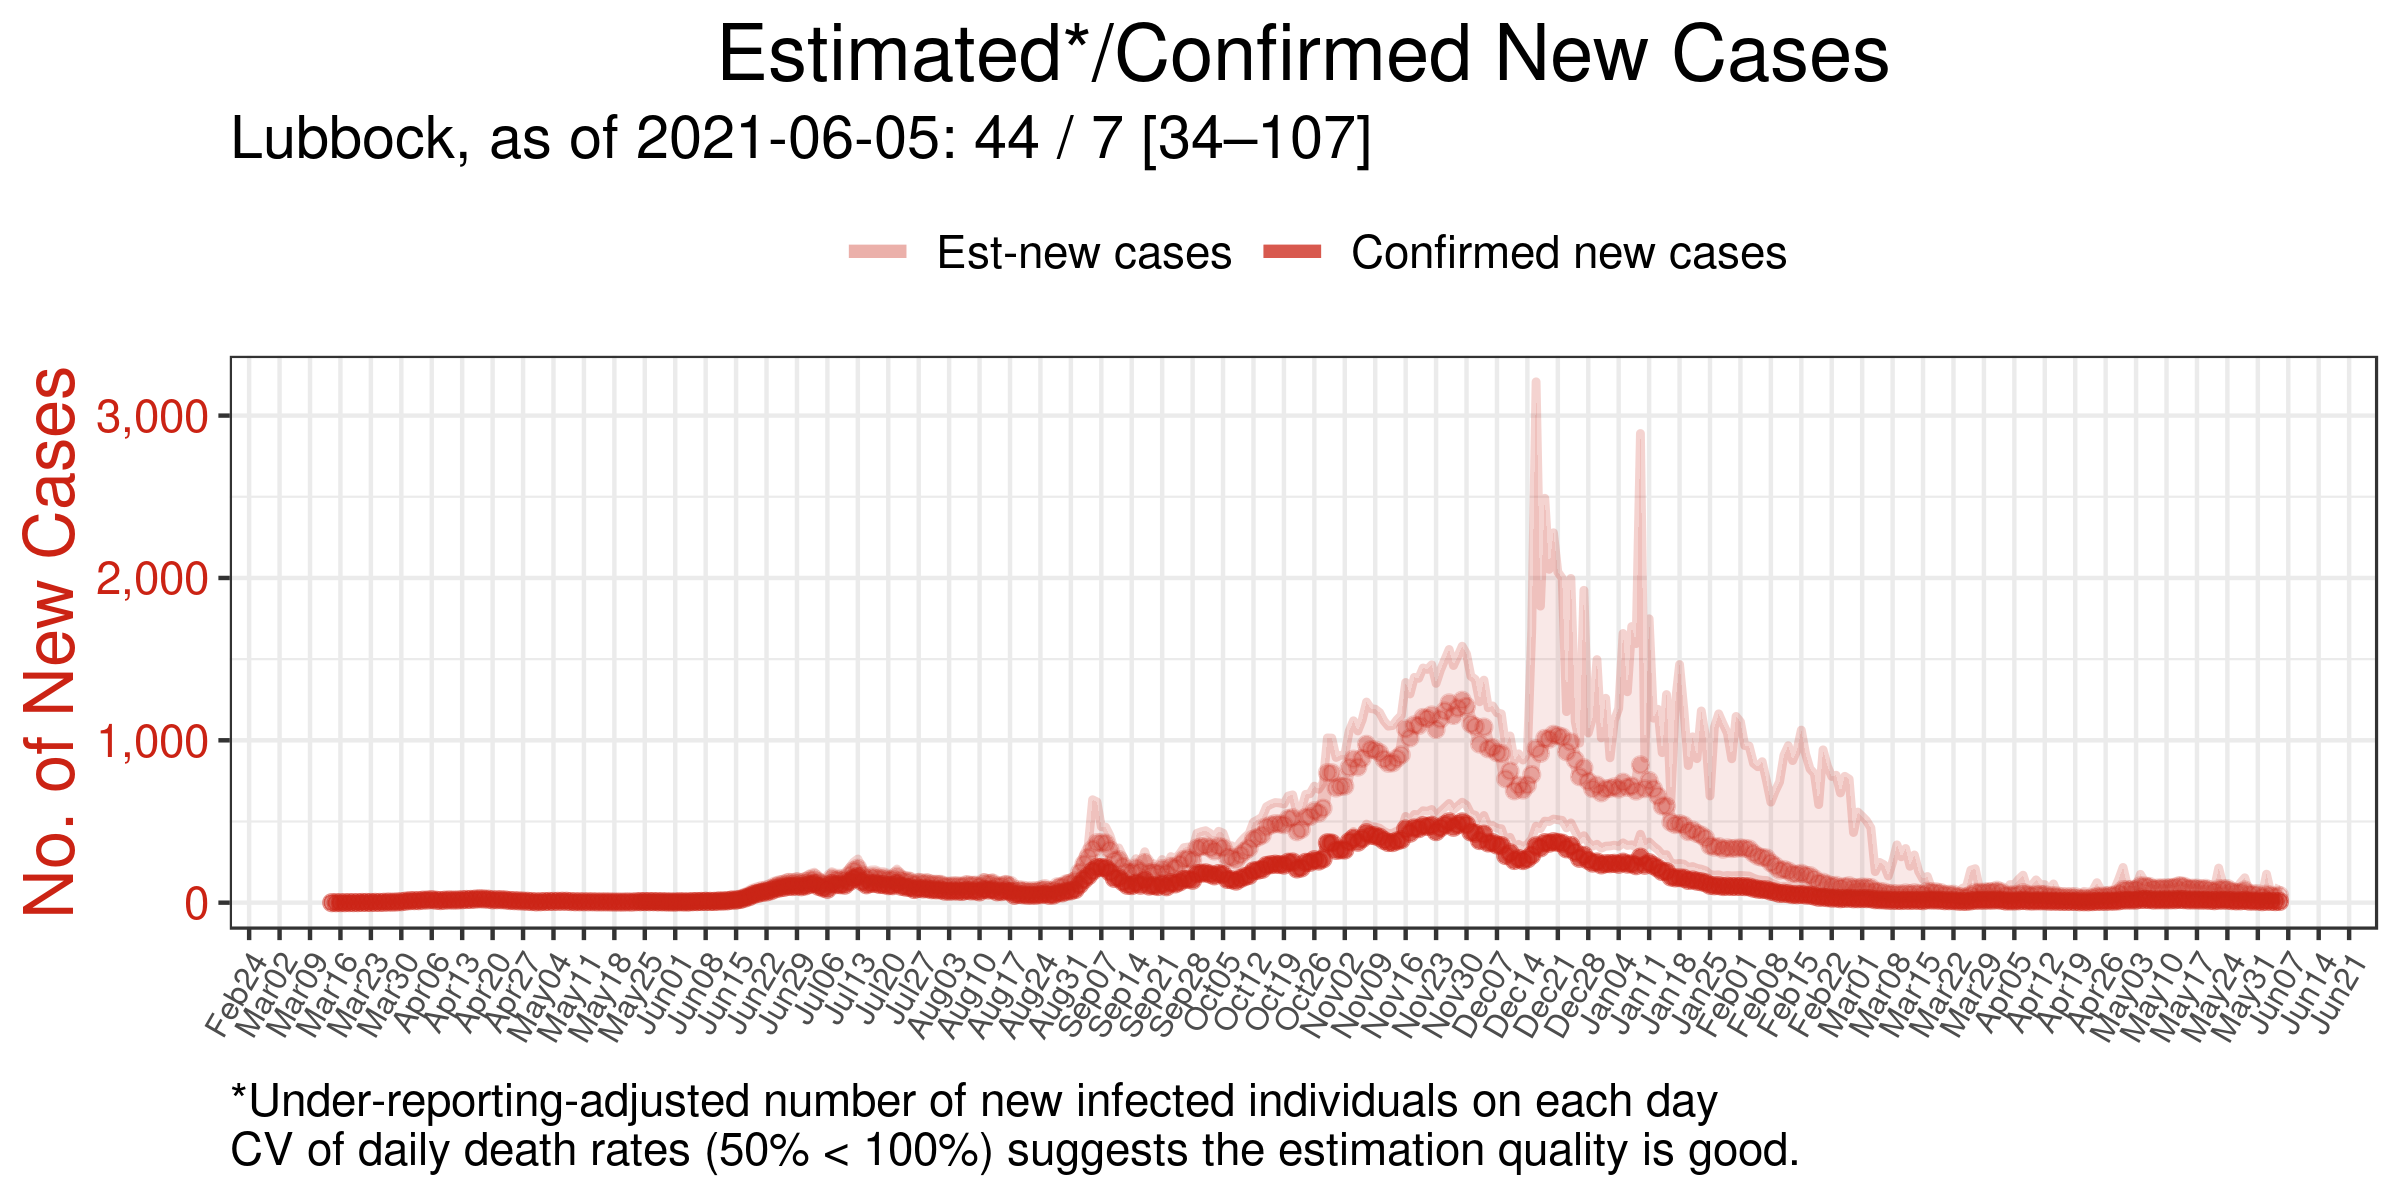 Estimated*/Confirmed New Cases
Lubbock, as of 2021-06-05: 44 / 7 [34–107]
Est-new cases
Confirmed new cases
No. of New Cases
3,000
2,000
1,000
0
Feb24
Mar02
Mar09
Mar16
Mar23
Mar30
Apr06
Apr13
Apr20
Apr27
May04
May11
May18
May25
Jun01
Jun08
Jun15
Jun22
Jun29
Jul06
Jul13
Jul20
Jul27
Aug03
Aug10
Aug17
Aug24
Aug31
Sep07
Sep14
Sep21
Sep28
Oct05
Oct12
Oct19
Oct26
Nov02
Nov09
Nov16
Nov23
Nov30
Dec07
Dec14
Dec21
Dec28
Jan04
Jan11
Jan18
Jan25
Feb01
Feb08
Feb15
Feb22
Mar01
Mar08
Mar15
Mar22
Mar29
Apr05
Apr12
Apr19
Apr26
May03
May10
May17
May24
May31
Jun07
Jun14
Jun21
*Under-reporting-adjusted number of new infected individuals on each day
CV of daily death rates (50% < 100%) suggests the estimation quality is good.